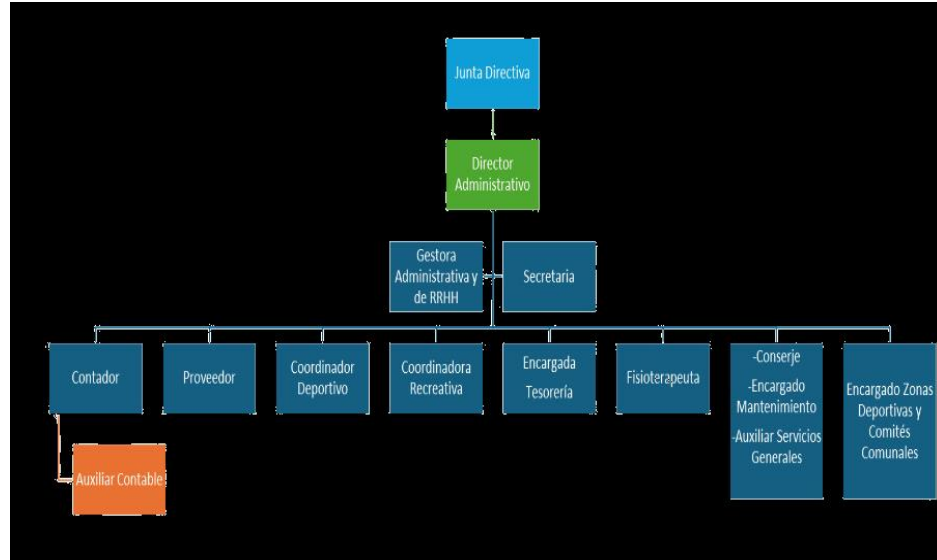 Junta Directiva
Director
Administrativo
Gestora
Administrativa y
de RRHH
Secretaria
Contador
Proveedor
Coordinador
Deportivo
Coordinadora
Recreativa
Encargada
Tesorería
Fisioterapeuta
-Conserje
-Encargado
Mantenimiento
-Auxiliar Servicios
Generales
Encargado Zonas
Deportivas y
Comités
Comunales
Auxiliar Contable